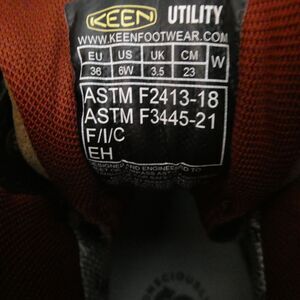 KEEN UTILITY
WWW.KEENFOOTWEAR.COM
EU US UK CM W
36 6W 3.5 23
ASTM F2413-18
ASTM F3445-21
F/I/C
EH